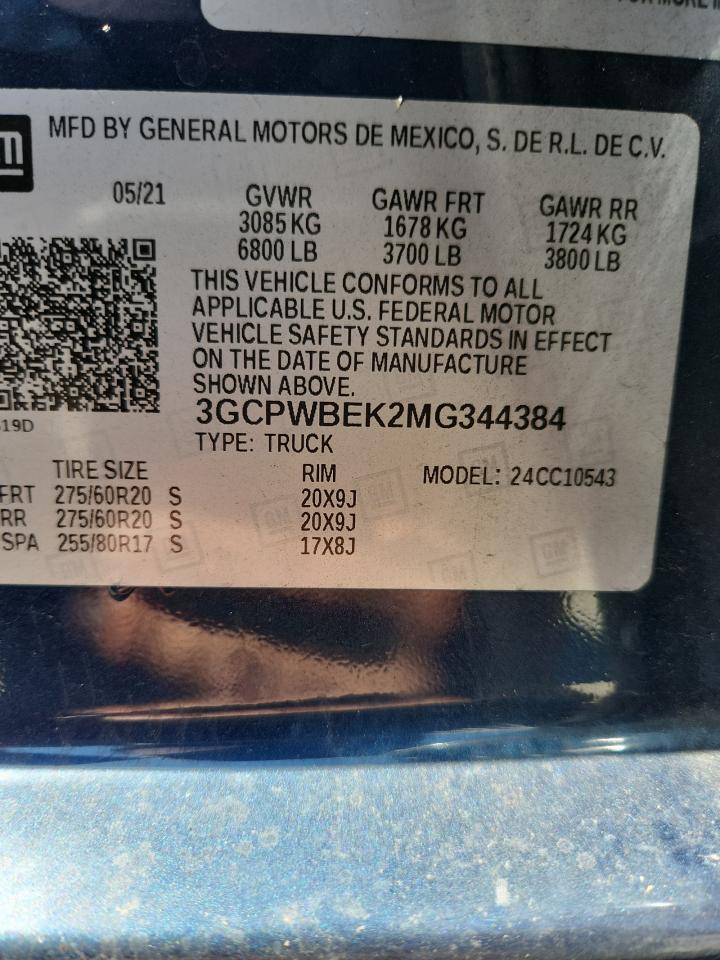 MFD BY GENERAL MOTORS DE MEXICO, S. DE R.L. DE C.V.
05/21 GVWR GAWR FRT GAWR RR
3085 KG 1678 KG 1724 KG
6800 LB 3700 LB 3800 LB
THIS VEHICLE CONFORMS TO ALL
APPLICABLE U.S. FEDERAL MOTOR
VEHICLE SAFETY STANDARDS IN EFFECT
ON THE DATE OF MANUFACTURE
SHOWN ABOVE.
3GCPWBEK2MG344384
TYPE: TRUCK
TIRE SIZE RIM MODEL: 24CC10543
FRT 275/60R20 S 20X9J
RR 275/60R20 S 20X9J
SPA 255/80R17 S 17X8J